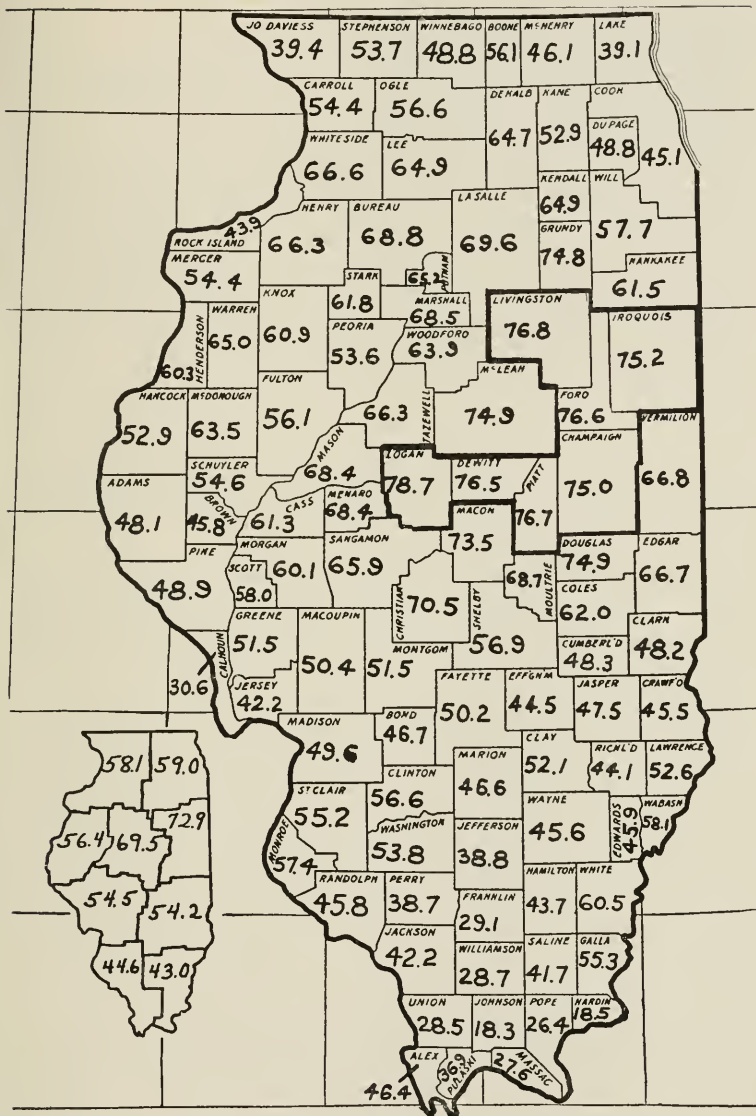 JO DAVIESS
39.4
STEPHENSON
53.7
WINNEBAGO
48.8
BOONE
56.1
McHENRY
46.1
LAKE
39.1
CARROLL
54.4
OGLE
56.6
DEKALB
64.7
KANE
52.9
COOK
45.1
DU PAGE
48.8
WHITESIDE
66.6
LEE
64.9
KENDALL
64.9
WILL
57.7
ROCK ISLAND
43.9
HENRY
66.3
BUREAU
68.8
LASALLE
69.6
GRUNDY
74.8
KANKAKEE
61.5
MERCER
54.4
STARK
61.8
PUTNAM
65.2
MARSHALL
68.5
LIVINGSTON
76.8
IROQUOIS
75.2
HENDERSON
60.3
WARREN
65.0
KNOX
60.9
PEORIA
53.6
WOODFORD
63.9
McLEAN
74.9
FORD
76.6
HANCOCK
52.9
McDONOUGH
63.5
FULTON
56.1
TAZEWELL
66.3
VERMILION
66.8
CHAMPAIGN
75.0
SCHUYLER
54.6
MASON
68.4
LOGAN
78.7
DEWITT
76.5
PIATT
76.7
ADAMS
48.1
BROWN
45.8
CASS
61.3
MENARD
68.4
MACON
73.5
DOUGLAS
74.9
EDGAR
66.7
PIKE
48.9
SCOTT
58.0
MORGAN
60.1
SANGAMON
65.9
CHRISTIAN
70.5
MOULTRIE
68.7
COLES
62.0
SHELBY
56.9
CLARK
48.2
GREENE
51.5
MACOUPIN
50.4
MONTGOM
51.5
CUMBERL'D
48.3
CALHOUN
30.6
JERSEY
42.2
FAYETTE
50.2
EFF'GHM
44.5
JASPER
47.5
CRAWF'D
45.5
MADISON
49.6
BOND
46.7
CLAY
52.1
RICHL'D
44.1
LAWRENCE
52.6
ST CLAIR
55.2
CLINTON
56.6
MARION
46.6
WAYNE
45.6
EDWARDS
45.9
WABASH
58.1
MONROE
57.4
WASHINGTON
53.8
JEFFERSON
38.8
RANDOLPH
45.8
PERRY
38.7
FRANKLIN
29.1
HAMILTON
43.7
WHITE
60.5
JACKSON
42.2
WILLIAMSON
28.7
SALINE
41.7
GALLA
55.3
UNION
28.5
JOHNSON
18.3
POPE
26.4
HARDIN
18.5
ALEX
46.4
PULASKI
36.9
MASSAC
27.6
58.1
59.0
56.4
69.5
72.9
54.5
54.2
44.6
43.0